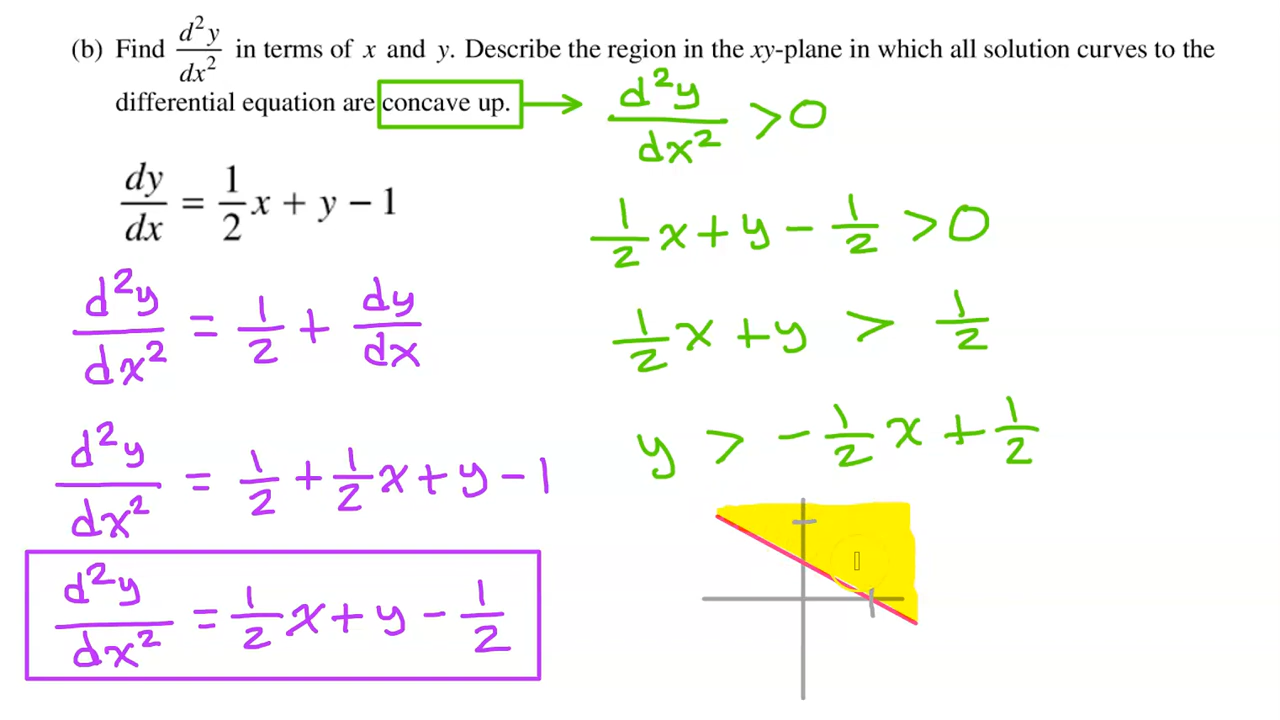 (b) Find d²y/dx² in terms of x and y. Describe the region in the xy-plane in which all solution curves to the
differential equation are concave up. → d²y/dx² > 0
dy/dx = 1/2 x + y − 1
d²y/dx² = 1/2 + dy/dx
d²y/dx² = 1/2 + 1/2 x + y − 1
d²y/dx² = 1/2 x + y − 1/2
1/2 x + y − 1/2 > 0
1/2 x + y > 1/2
y > −1/2 x + 1/2